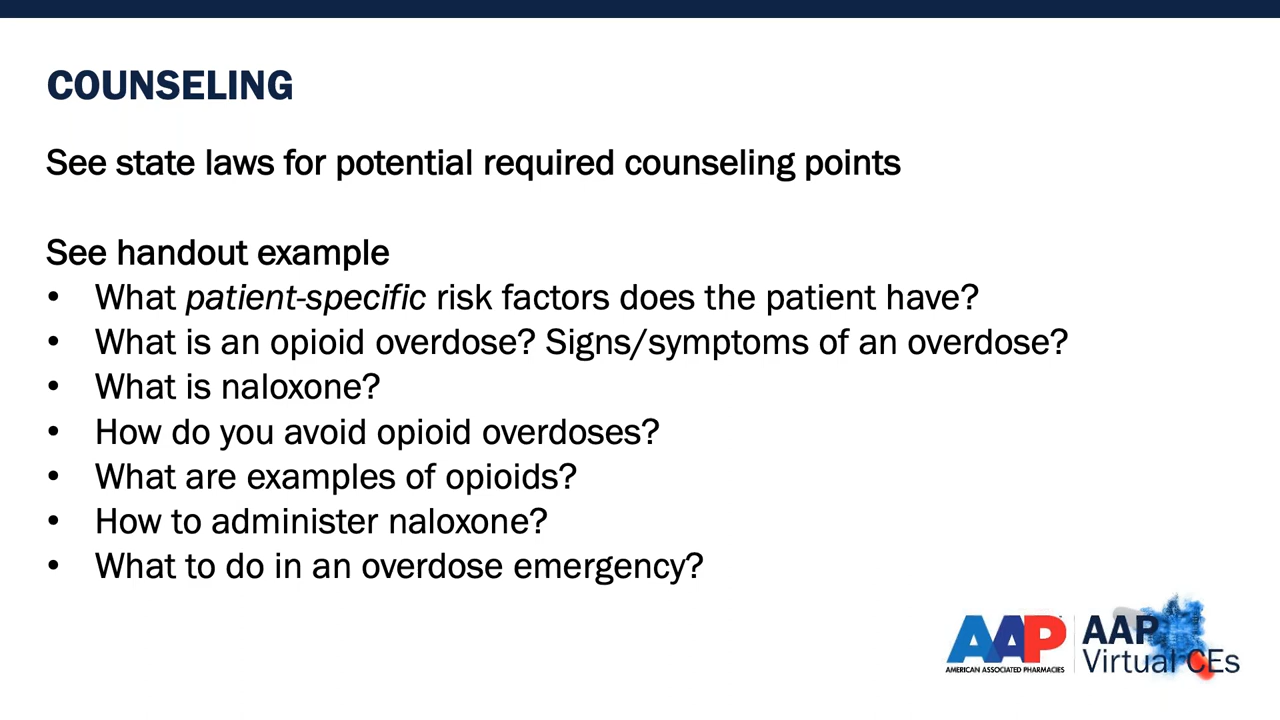 COUNSELING
See state laws for potential required counseling points
See handout example
• What patient-specific risk factors does the patient have?
• What is an opioid overdose? Signs/symptoms of an overdose?
• What is naloxone?
• How do you avoid opioid overdoses?
• What are examples of opioids?
• How to administer naloxone?
• What to do in an overdose emergency?
AAP
AMERICAN ASSOCIATED PHARMACIES
AAP
Virtual CEs